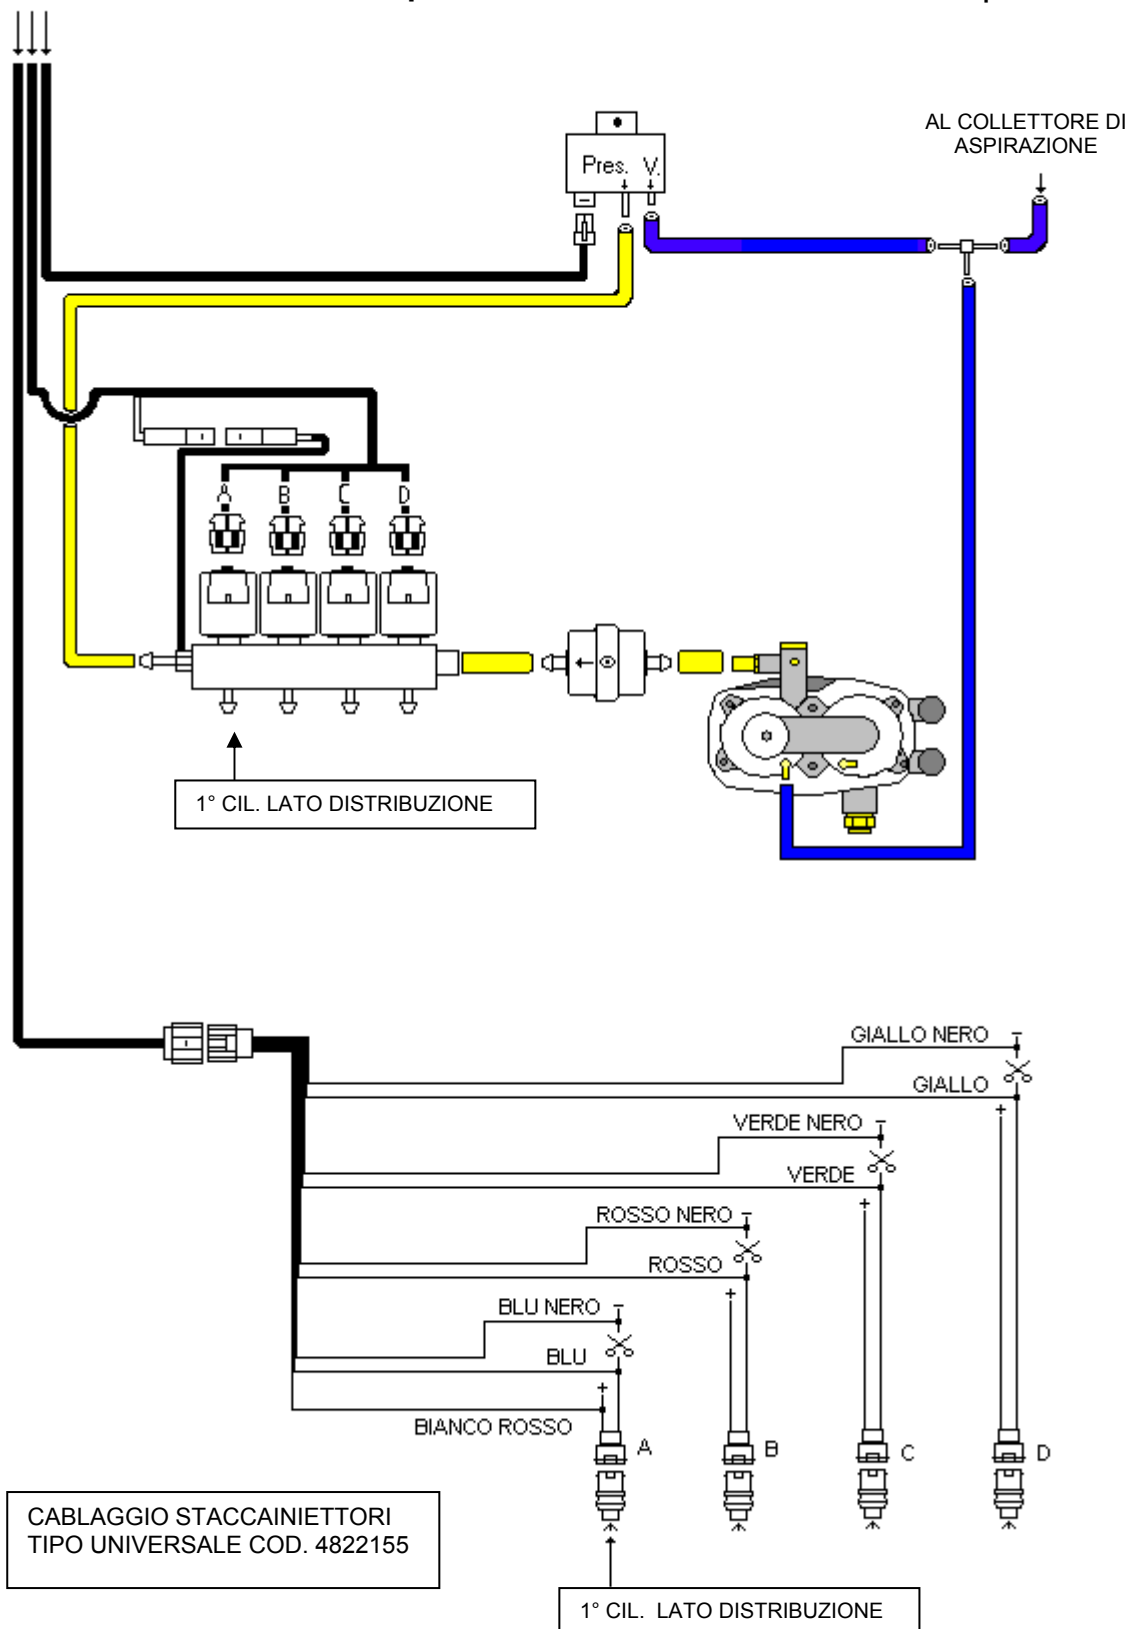 AL COLLETTORE DI
ASPIRAZIONE
Pres. V.
A B C D
1° CIL. LATO DISTRIBUZIONE
GIALLO NERO -
GIALLO
+
VERDE NERO -
VERDE
+
ROSSO NERO -
ROSSO
+
BLU NERO -
BLU
+
BIANCO ROSSO
A B C D
CABLAGGIO STACCAINIETTORI
TIPO UNIVERSALE COD. 4822155
1° CIL. LATO DISTRIBUZIONE